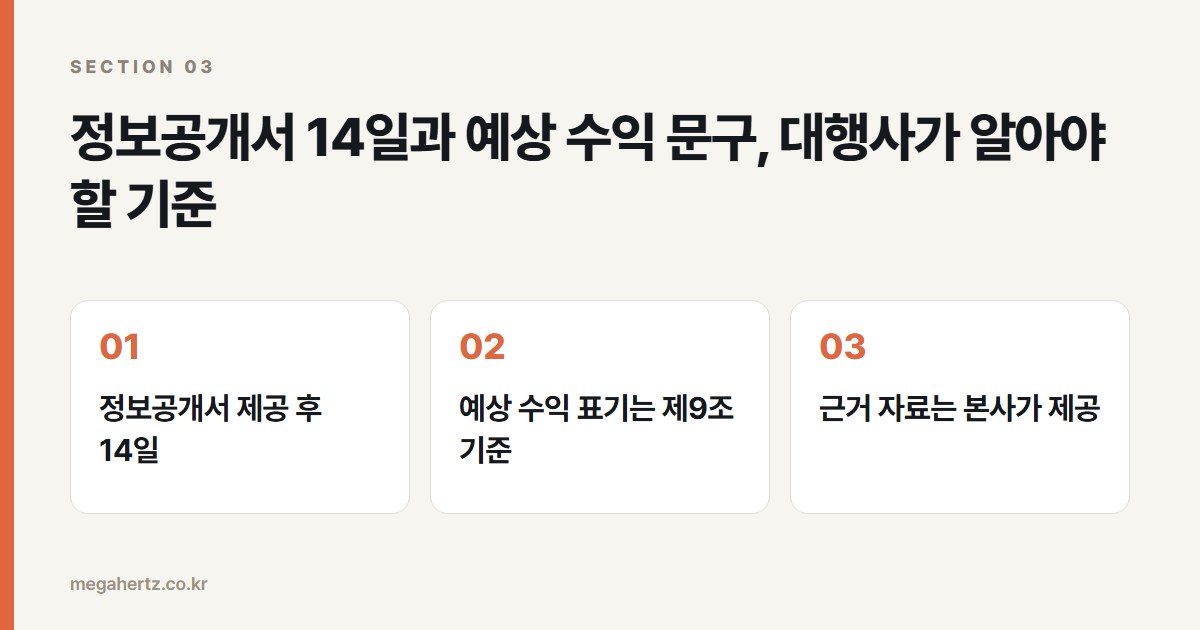 SECTION 03
정보공개서 14일과 예상 수익 문구, 대행사가 알아야
할 기준
01
정보공개서 제공 후
14일
02
예상 수익 표기는 제9조
기준
03
근거 자료는 본사가 제공
megahertz.co.kr